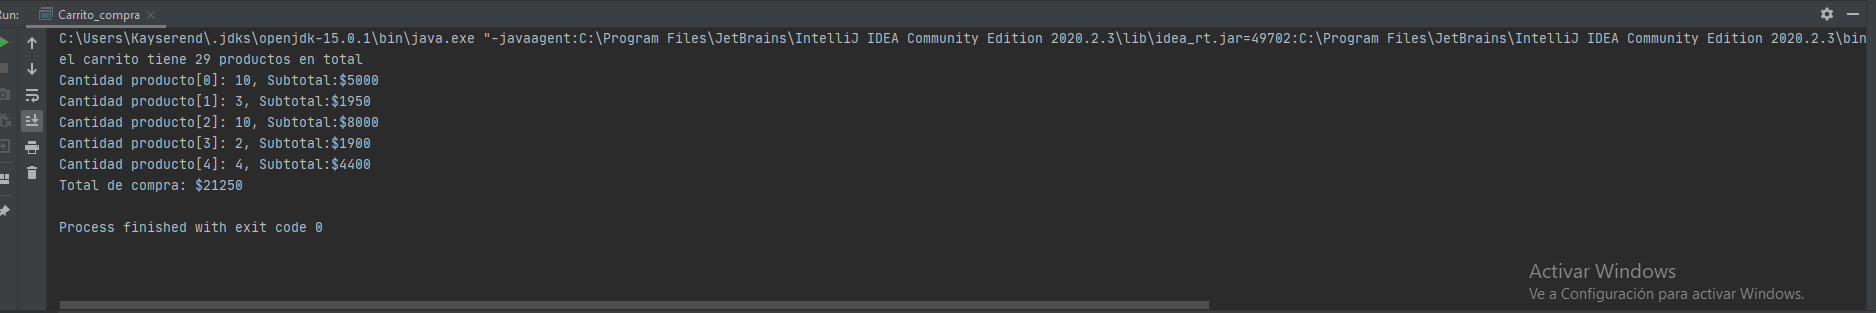 Run:
Carrito_compra
C:\Users\Kayserend\.jdks\openjdk-15.0.1\bin\java.exe "-javaagent:C:\Program Files\JetBrains\IntelliJ IDEA Community Edition 2020.2.3\lib\idea_rt.jar=49702:C:\Program Files\JetBrains\IntelliJ IDEA Community Edition 2020.2.3\bin
el carrito tiene 29 productos en total
Cantidad producto[0]: 10, Subtotal:$5000
Cantidad producto[1]: 3, Subtotal:$1950
Cantidad producto[2]: 10, Subtotal:$8000
Cantidad producto[3]: 2, Subtotal:$1900
Cantidad producto[4]: 4, Subtotal:$4400
Total de compra: $21250
Process finished with exit code 0
Activar Windows
Ve a Configuración para activar Windows.